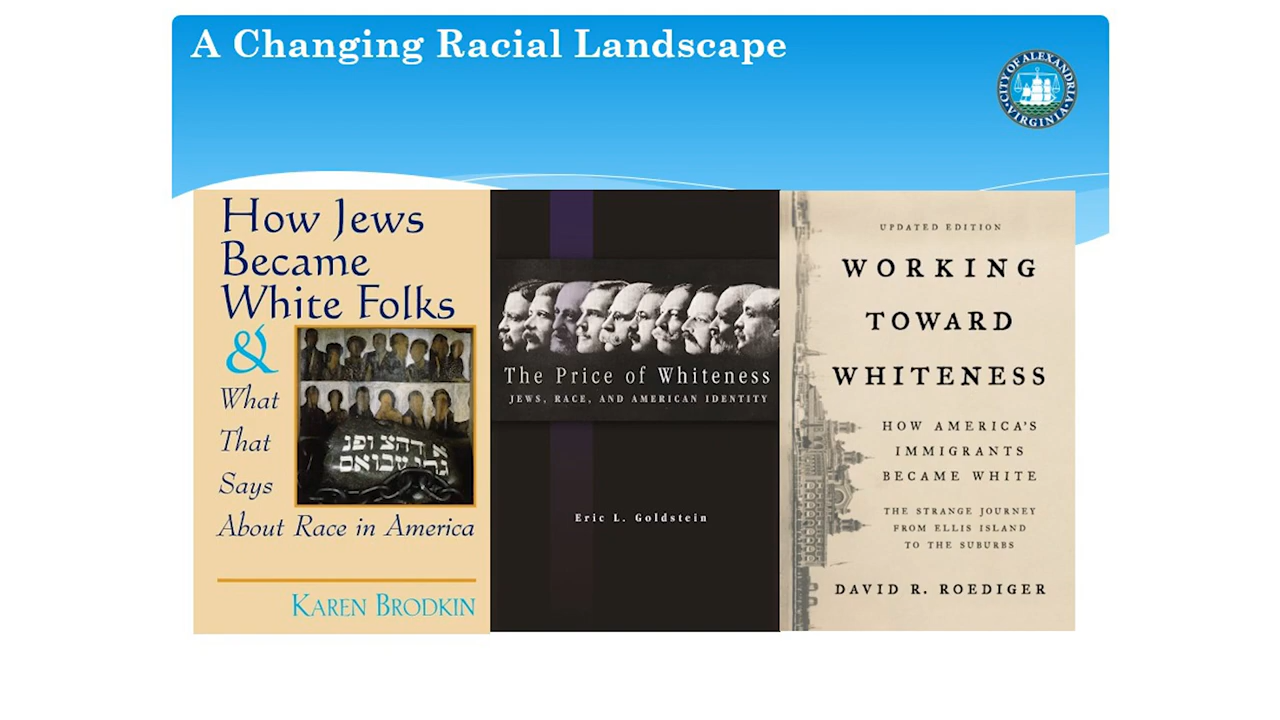 A Changing Racial Landscape
CITY OF ALEXANDRIA
VIRGINIA
How Jews
Became
White Folks
&
What
That
Says
About Race in America
KAREN BRODKIN
The Price of Whiteness
JEWS, RACE, AND AMERICAN IDENTITY
Eric L. Goldstein
UPDATED EDITION
WORKING
TOWARD
WHITENESS
HOW AMERICA'S
IMMIGRANTS
BECAME WHITE
THE STRANGE JOURNEY
FROM ELLIS ISLAND
TO THE SUBURBS
DAVID R. ROEDIGER